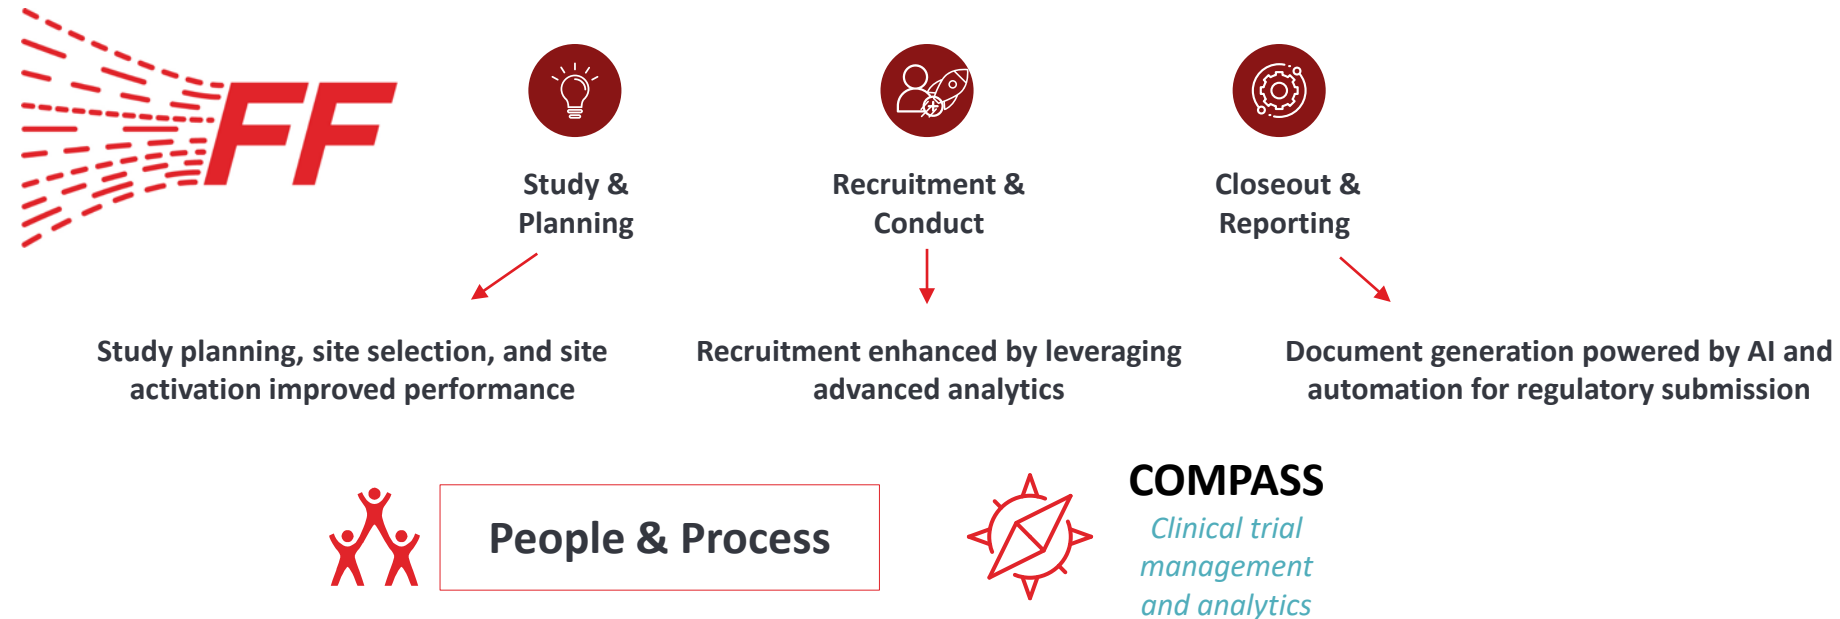 FF
Study &
Planning
Recruitment &
Conduct
Closeout &
Reporting
Study planning, site selection, and site
activation improved performance
Recruitment enhanced by leveraging
advanced analytics
Document generation powered by AI and
automation for regulatory submission
People & Process
COMPASS
Clinical trial
management
and analytics